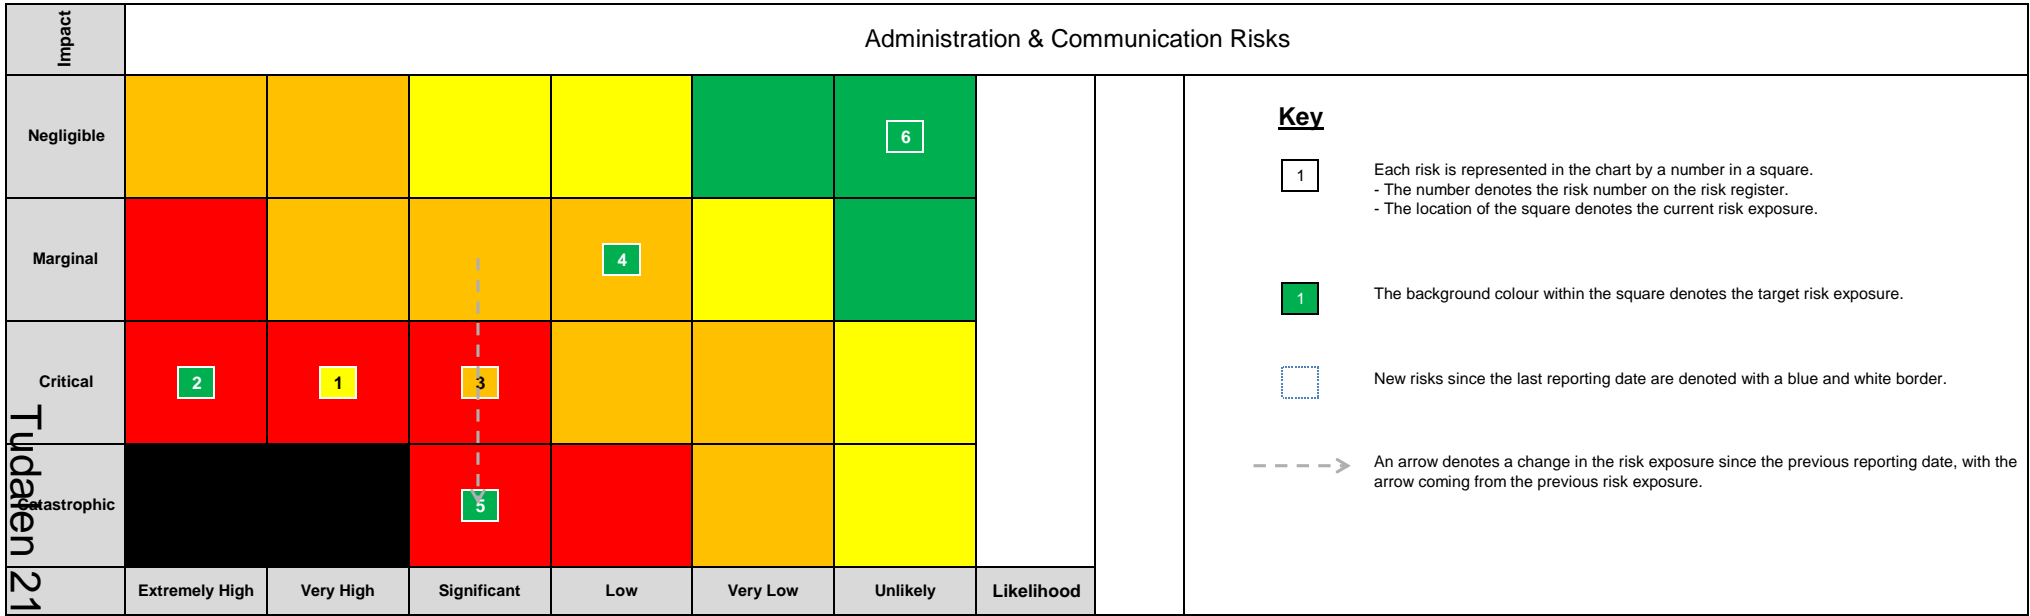 Impact
Administration & Communication Risks
Negligible
6
Marginal
4
Critical
2
1
3
Catastrophic
5
Extremely High
Very High
Significant
Low
Very Low
Unlikely
Likelihood
Tudalen 21
Key
1
Each risk is represented in the chart by a number in a square.
- The number denotes the risk number on the risk register.
- The location of the square denotes the current risk exposure.
1
The background colour within the square denotes the target risk exposure.
New risks since the last reporting date are denoted with a blue and white border.
An arrow denotes a change in the risk exposure since the previous reporting date, with the
arrow coming from the previous risk exposure.